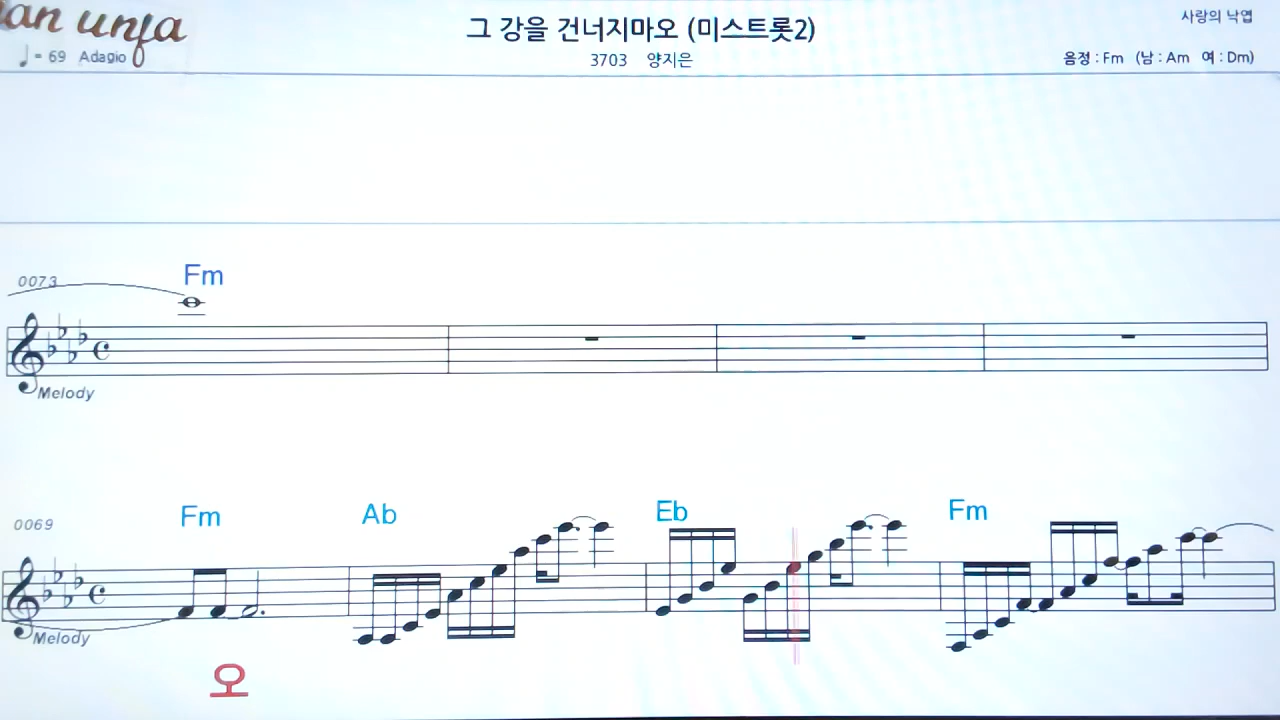 그 강을 건너지마오 (미스트롯2)
사랑의 낙엽
♩= 69 Adagio
3703 양지은
음정 : Fm (남 : Am 여 : Dm)
0073
Fm
Melody
0069
Fm Ab Eb Fm
Melody
오